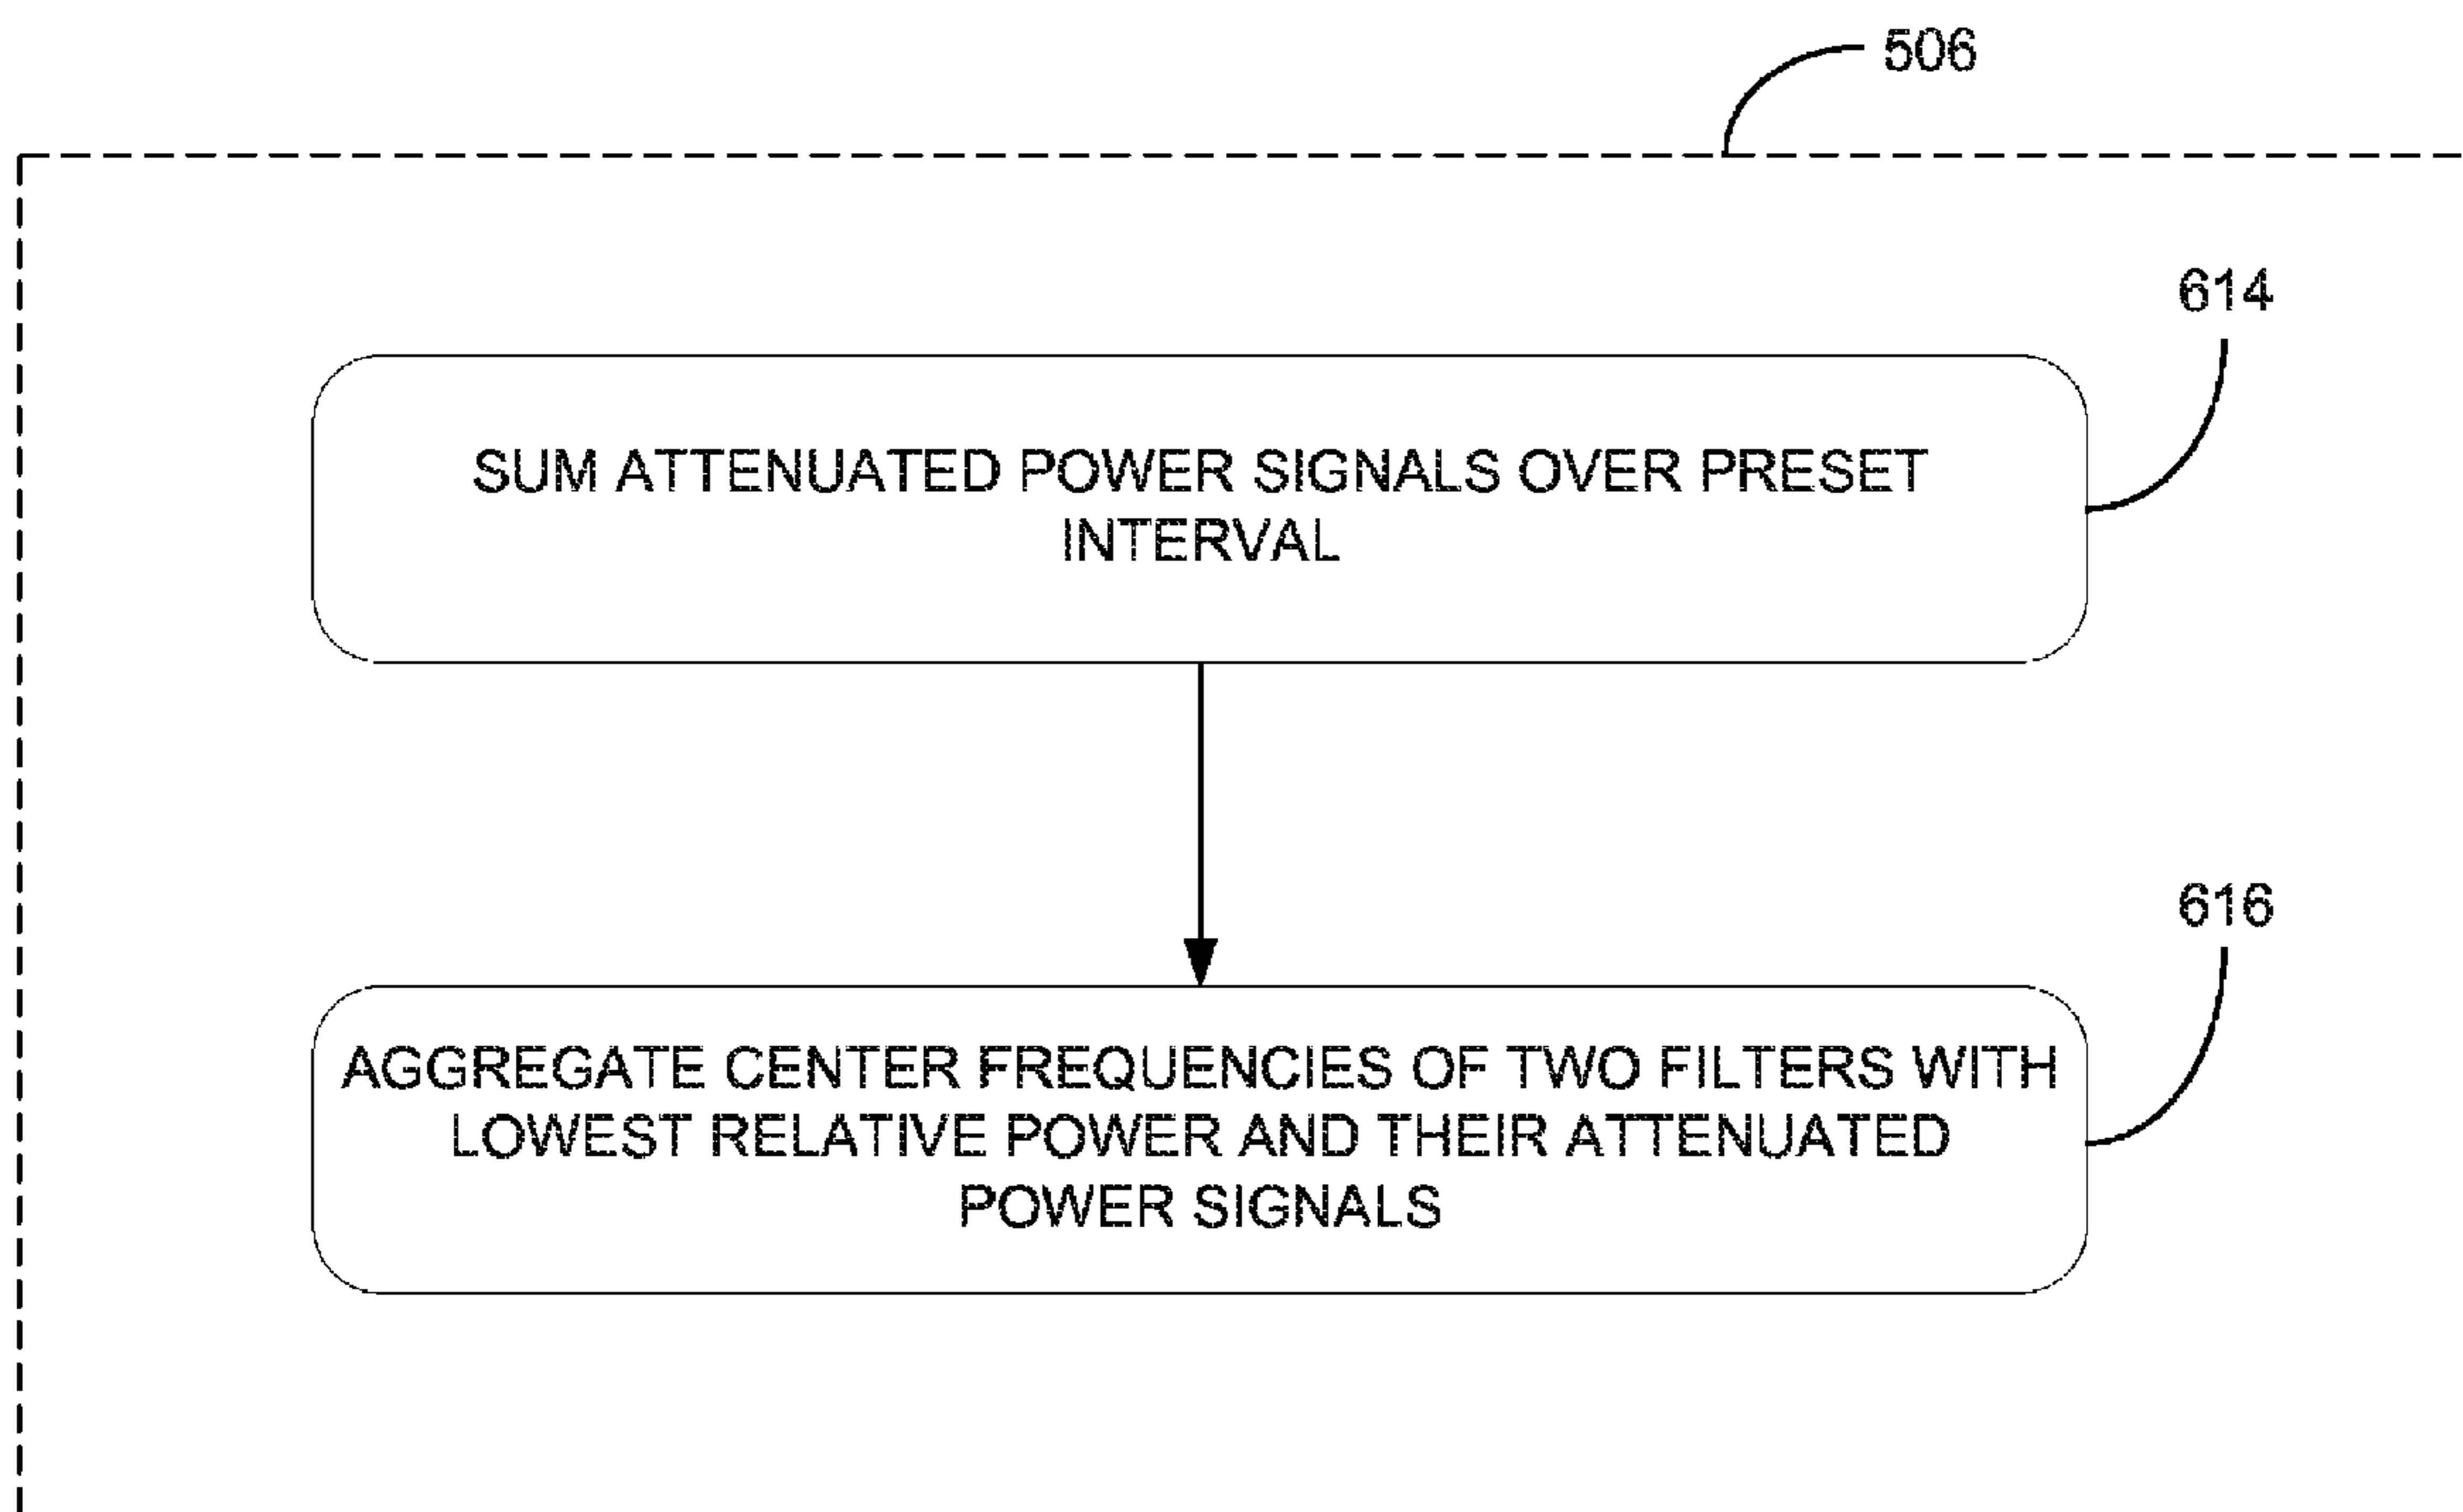 506
614
SUM ATTENUATED POWER SIGNALS OVER PRESET
INTERVAL
616
AGGREGATE CENTER FREQUENCIES OF TWO FILTERS WITH
LOWEST RELATIVE POWER AND THEIR ATTENUATED
POWER SIGNALS